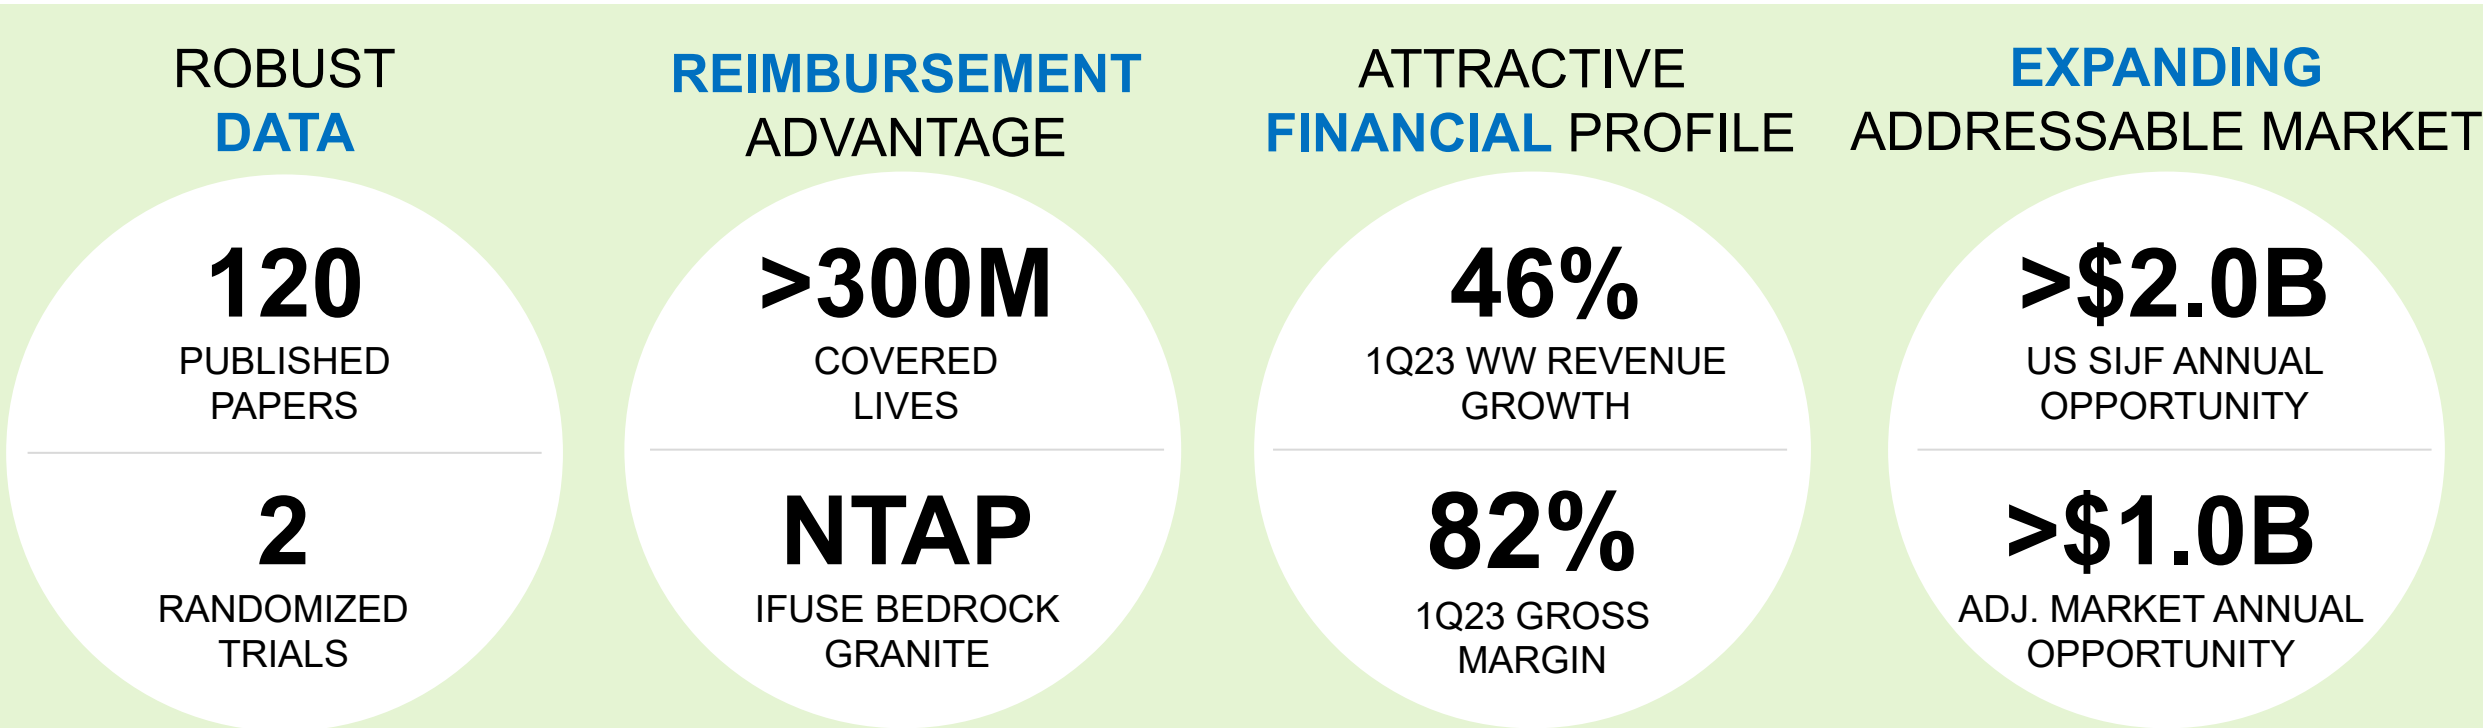 ROBUST
DATA
120
PUBLISHED
PAPERS
2
RANDOMIZED
TRIALS
REIMBURSEMENT
ADVANTAGE
>300M
COVERED
LIVES
NTAP
IFUSE BEDROCK
GRANITE
ATTRACTIVE
FINANCIAL PROFILE
46%
1Q23 WW REVENUE
GROWTH
82%
1Q23 GROSS
MARGIN
EXPANDING
ADDRESSABLE MARKET
>$2.0B
US SIJF ANNUAL
OPPORTUNITY
>$1.0B
ADJ. MARKET ANNUAL
OPPORTUNITY